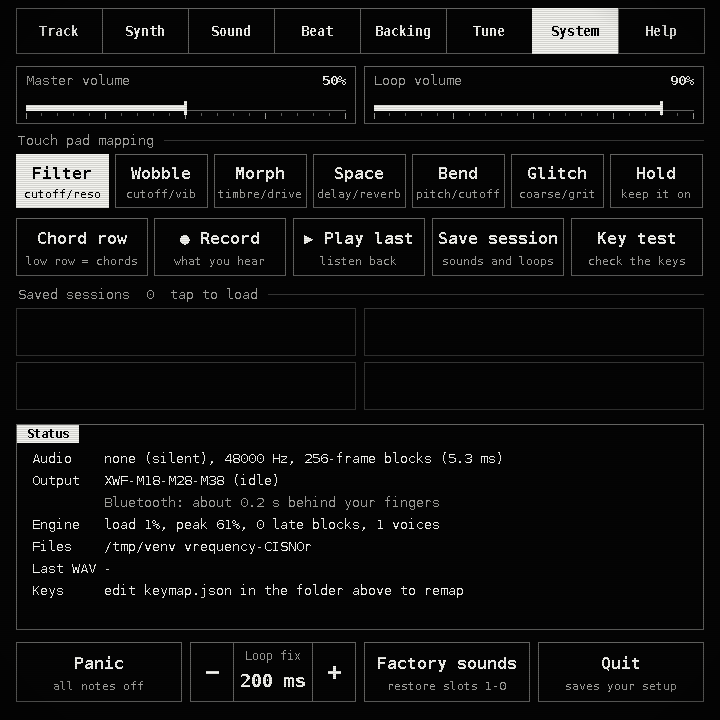 Track Synth Sound Beat Backing Tune System Help
Master volume 50% Loop volume 90%
Touch pad mapping
Filter Wobble Morph Space Bend Glitch Hold
cutoff/reso cutoff/vib timbre/drive delay/reverb pitch/cutoff coarse/grit keep it on
Chord row ● Record ▶ Play last Save session Key test
low row = chords what you hear listen back sounds and loops check the keys
Saved sessions 0 tap to load
Status
Audio none (silent), 48000 Hz, 256-frame blocks (5.3 ms)
Output XWF-M18-M28-M38 (idle)
Bluetooth: about 0.2 s behind your fingers
Engine load 1%, peak 61%, 0 late blocks, 1 voices
Files /tmp/venv vrequency-CISNOr
Last WAV -
Keys edit keymap.json in the folder above to remap
Panic − Loop fix + Factory sounds Quit
all notes off 200 ms restore slots 1-0 saves your setup